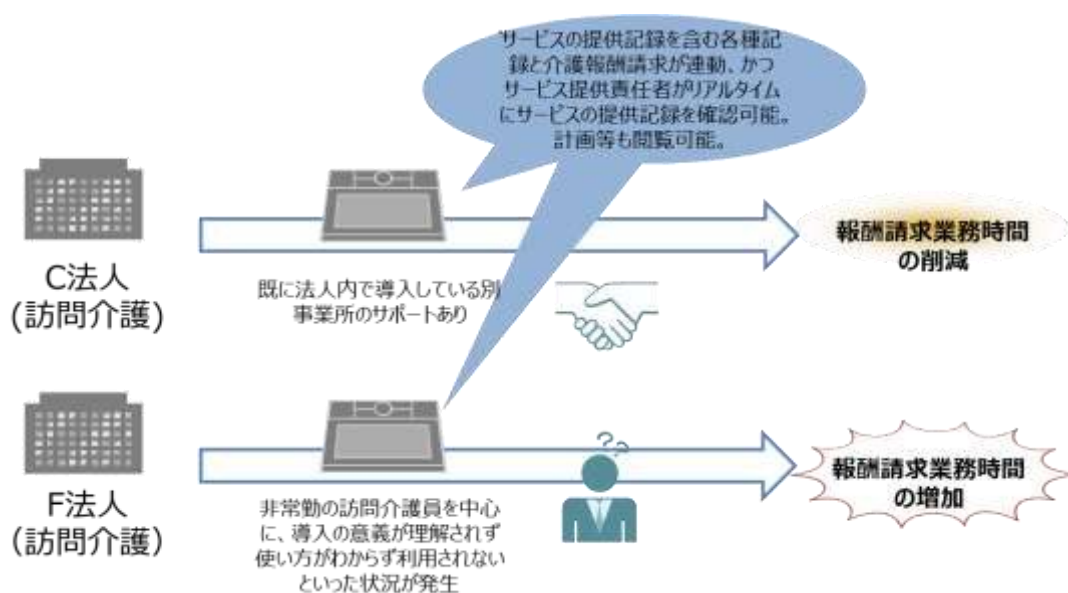 サービスの提供記録を含む各種記
録と介護報酬請求が連動、かつ
サービス提供責任者がリアルタイム
にサービスの提供記録を確認可能。
計画等も閲覧可能。
C法人
(訪問介護)
既に法人内で導入している別
事業所のサポートあり
報酬請求業務時間
の削減
F法人
(訪問介護)
非常勤の訪問介護員を中心
に、導入の意義が理解されず
使い方がわからず利用されない
といった状況が発生
??
報酬請求業務時間
の増加